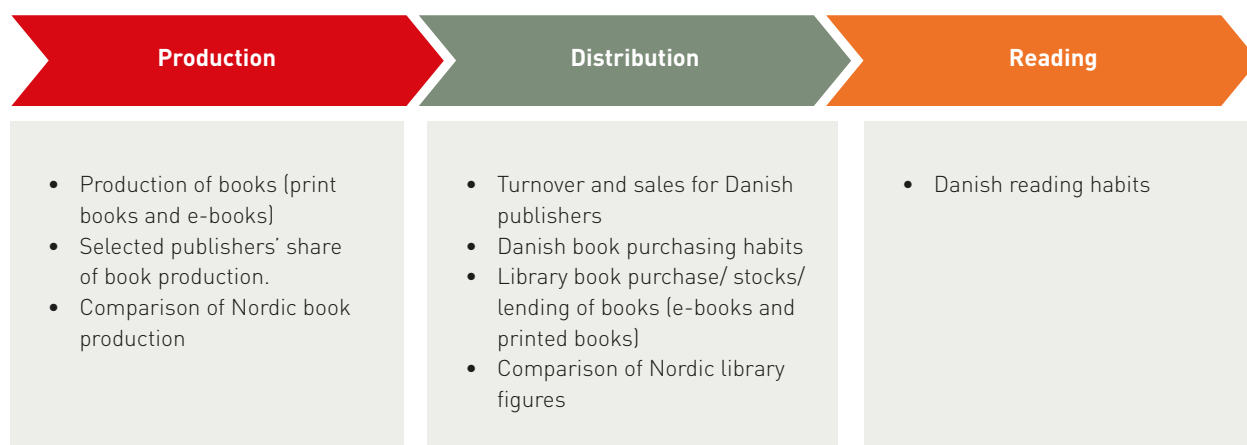 Production
Distribution
Reading
• Production of books (print
books and e-books)
• Selected publishers’ share
of book production.
• Comparison of Nordic book
production
• Turnover and sales for Danish
publishers
• Danish book purchasing habits
• Library book purchase/ stocks/
lending of books (e-books and
printed books)
• Comparison of Nordic library
figures
• Danish reading habits